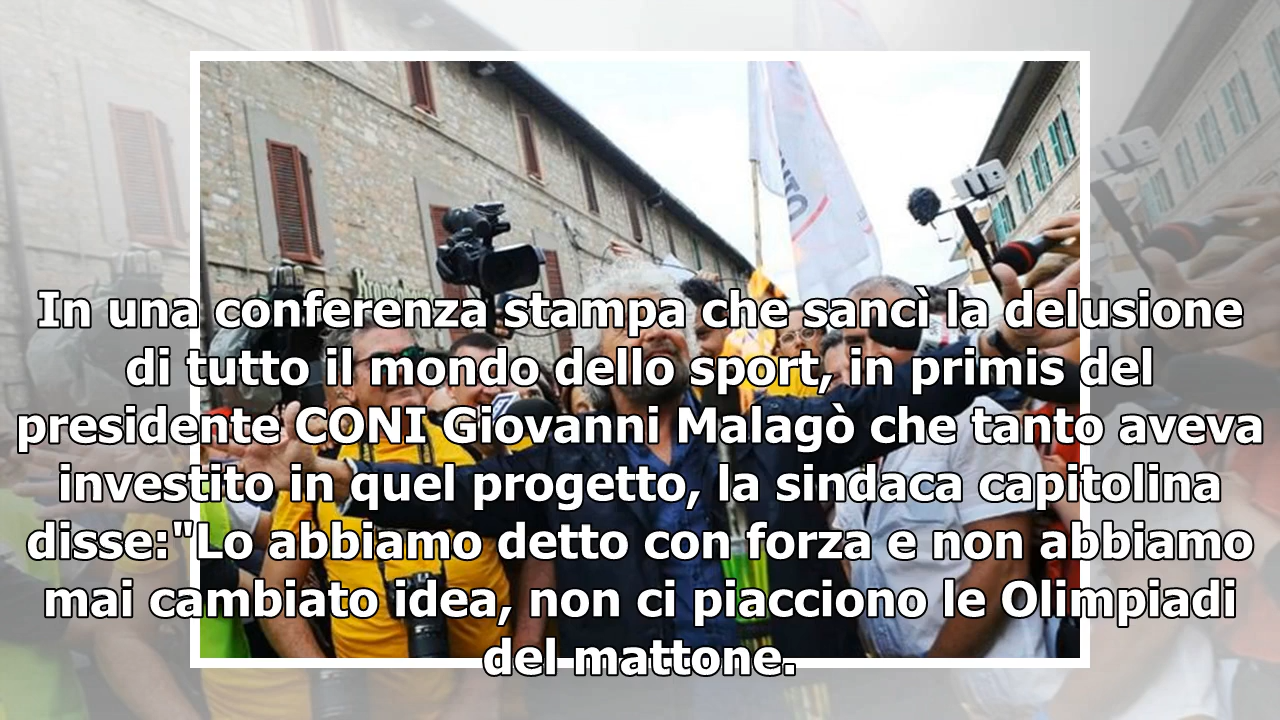 In una conferenza stampa che sancì la delusione
di tutto il mondo dello sport, in primis del
presidente CONI Giovanni Malagò che tanto aveva
investito in quel progetto, la sindaca capitolina
disse:"Lo abbiamo detto con forza e non abbiamo
mai cambiato idea, non ci piacciono le Olimpiadi
del mattone.